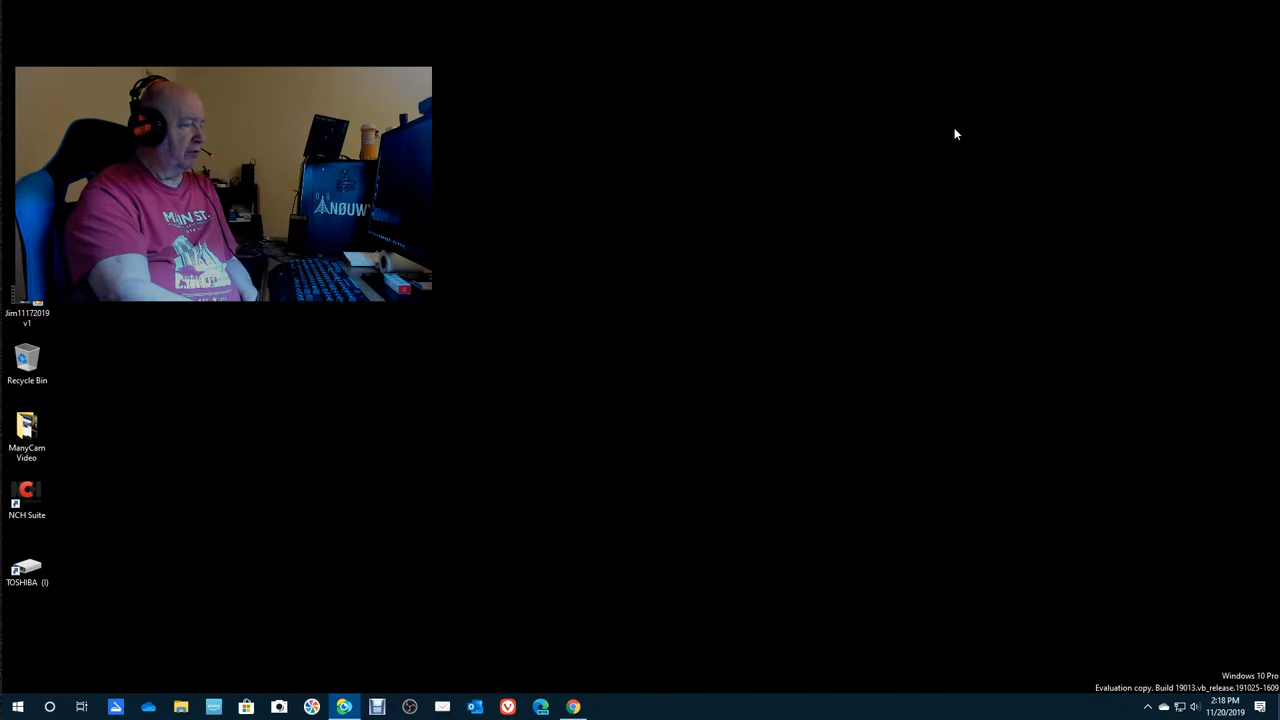 MAIN ST.
NØUW
Jim11172019
v1
Recycle Bin
ManyCam
Video
NCH Suite
TOSHIBA (I)
Windows 10 Pro
Evaluation copy. Build 19013.vb_release.191025-1609
2:18 PM
11/20/2019